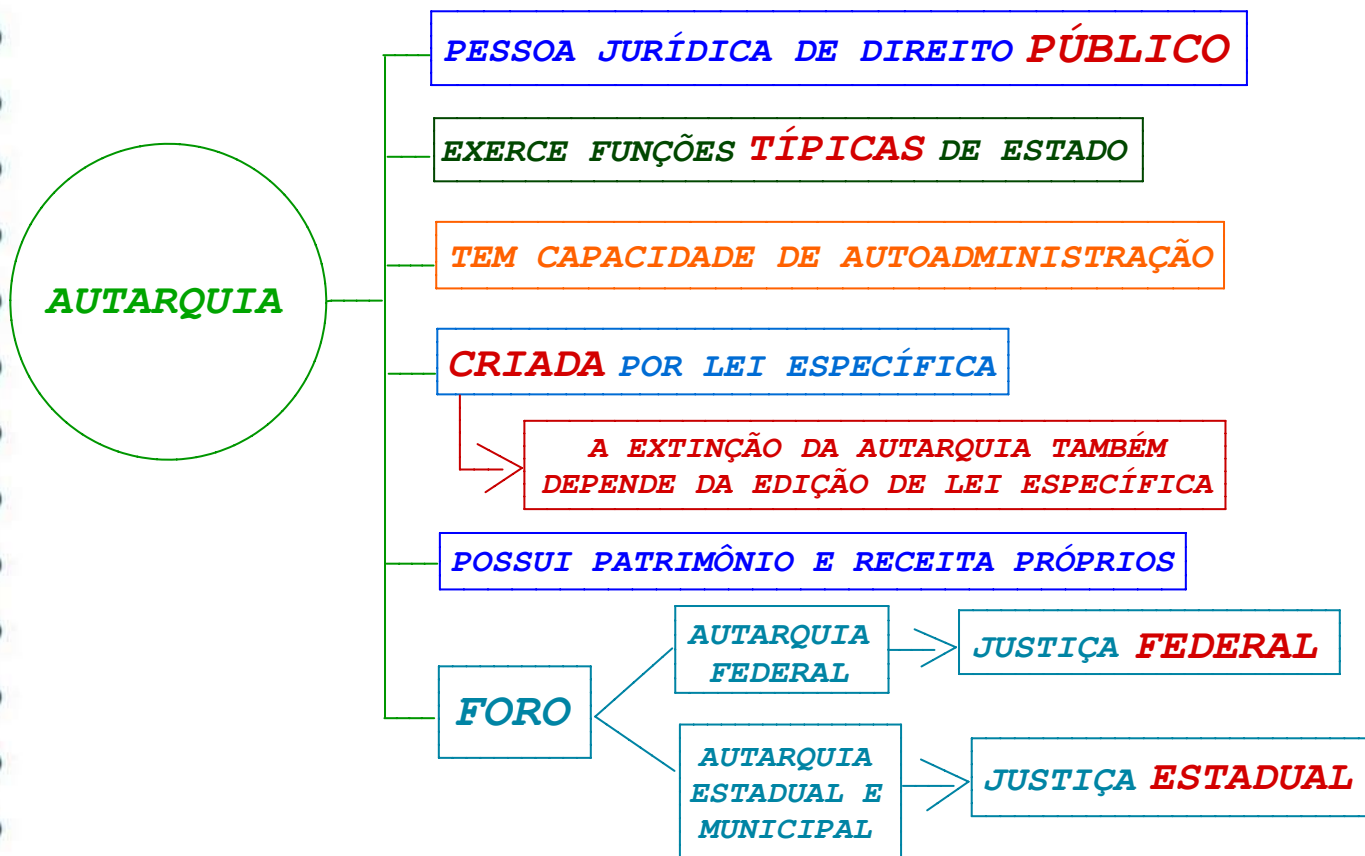 AUTARQUIA
PESSOA JURÍDICA DE DIREITO PÚBLICO
EXERCE FUNÇÕES TÍPICAS DE ESTADO
TEM CAPACIDADE DE AUTOADMINISTRAÇÃO
CRIADA POR LEI ESPECÍFICA
A EXTINÇÃO DA AUTARQUIA TAMBÉM
DEPENDE DA EDIÇÃO DE LEI ESPECÍFICA
POSSUI PATRIMÔNIO E RECEITA PRÓPRIOS
FORO
AUTARQUIA
FEDERAL
JUSTIÇA FEDERAL
AUTARQUIA
ESTADUAL E
MUNICIPAL
JUSTIÇA ESTADUAL